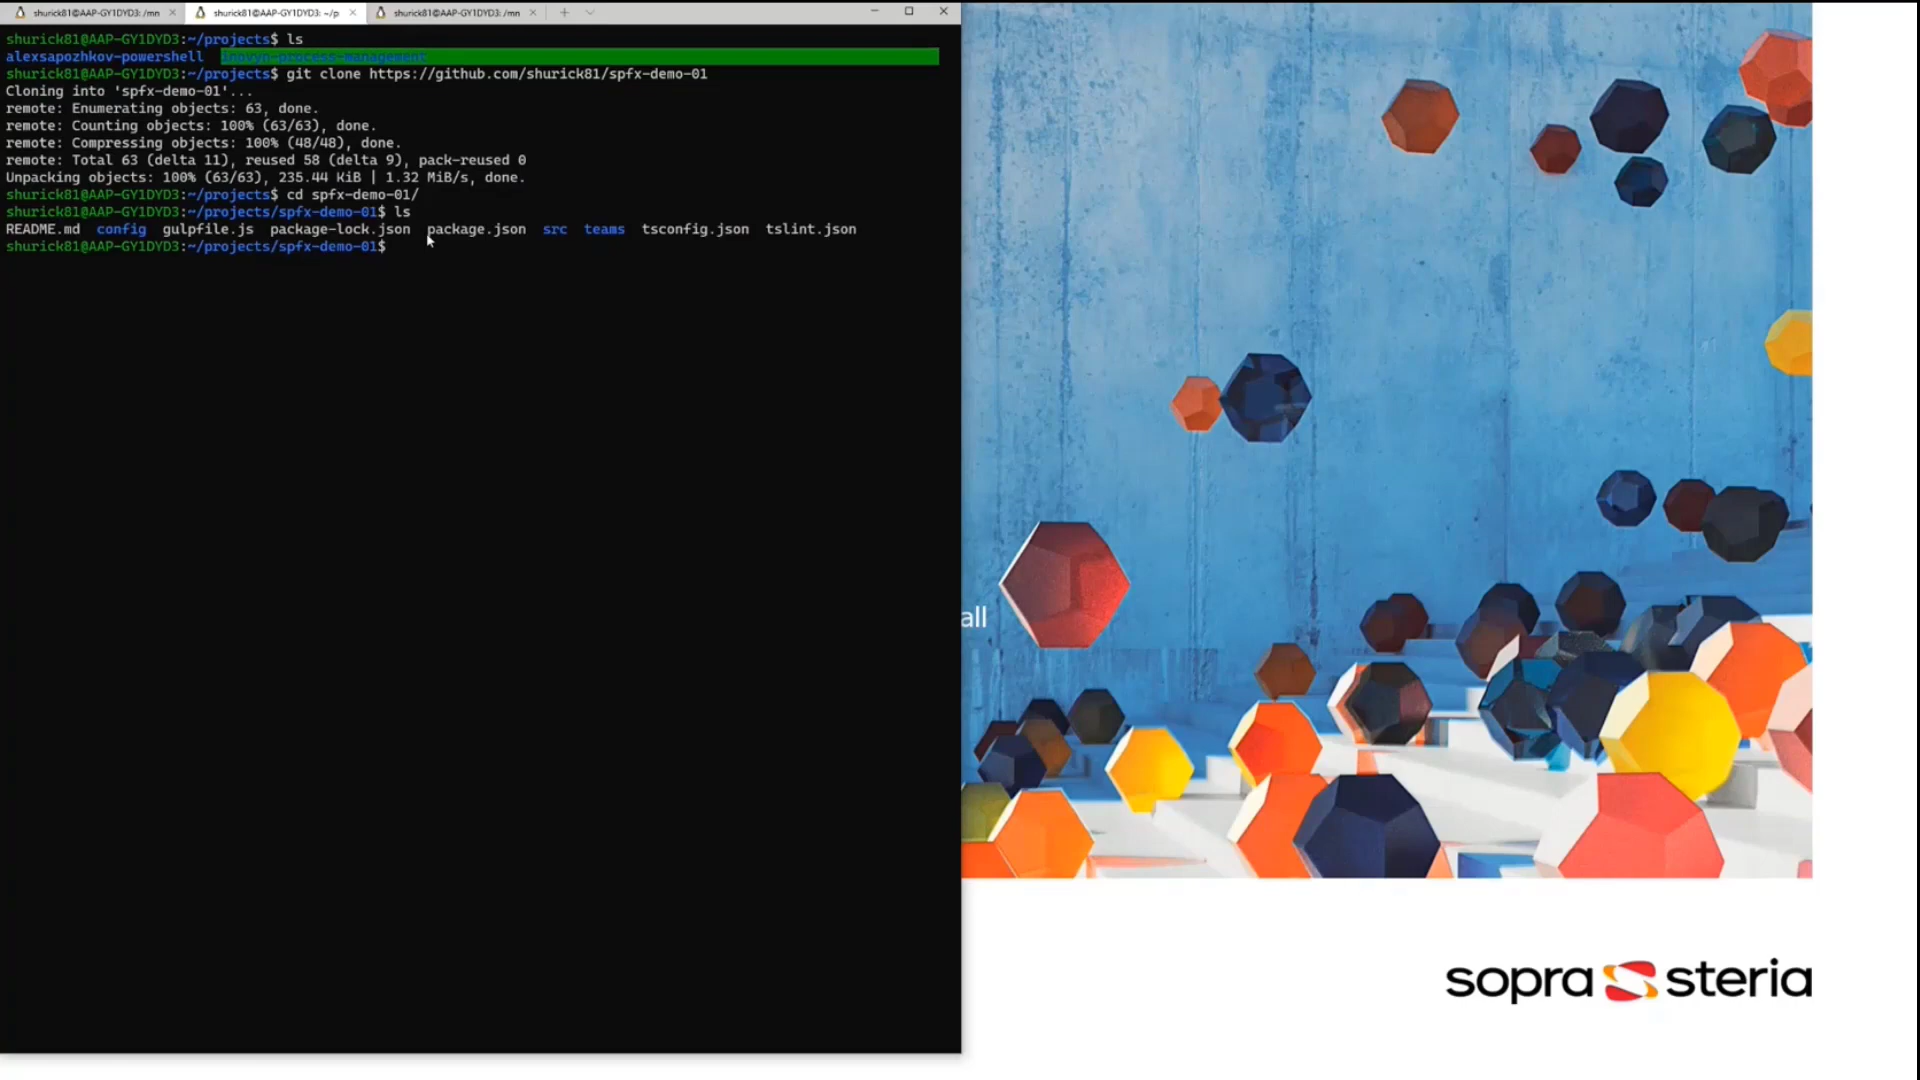 shurick81@AAP-GY1DYD3: /mn
shurick81@AAP-GY1DYD3: ~/p
shurick81@AAP-GY1DYD3: /mn
shurick81@AAP-GY1DYD3:~/projects$ ls
alexsapozhkov-powershell inovyn-process-management
shurick81@AAP-GY1DYD3:~/projects$ git clone https://github.com/shurick81/spfx-demo-01
Cloning into 'spfx-demo-01'...
remote: Enumerating objects: 63, done.
remote: Counting objects: 100% (63/63), done.
remote: Compressing objects: 100% (48/48), done.
remote: Total 63 (delta 11), reused 58 (delta 9), pack-reused 0
Unpacking objects: 100% (63/63), 235.44 KiB | 1.32 MiB/s, done.
shurick81@AAP-GY1DYD3:~/projects$ cd spfx-demo-01/
shurick81@AAP-GY1DYD3:~/projects/spfx-demo-01$ ls
README.md config gulpfile.js package-lock.json package.json src teams tsconfig.json tslint.json
shurick81@AAP-GY1DYD3:~/projects/spfx-demo-01$
all
sopra steria